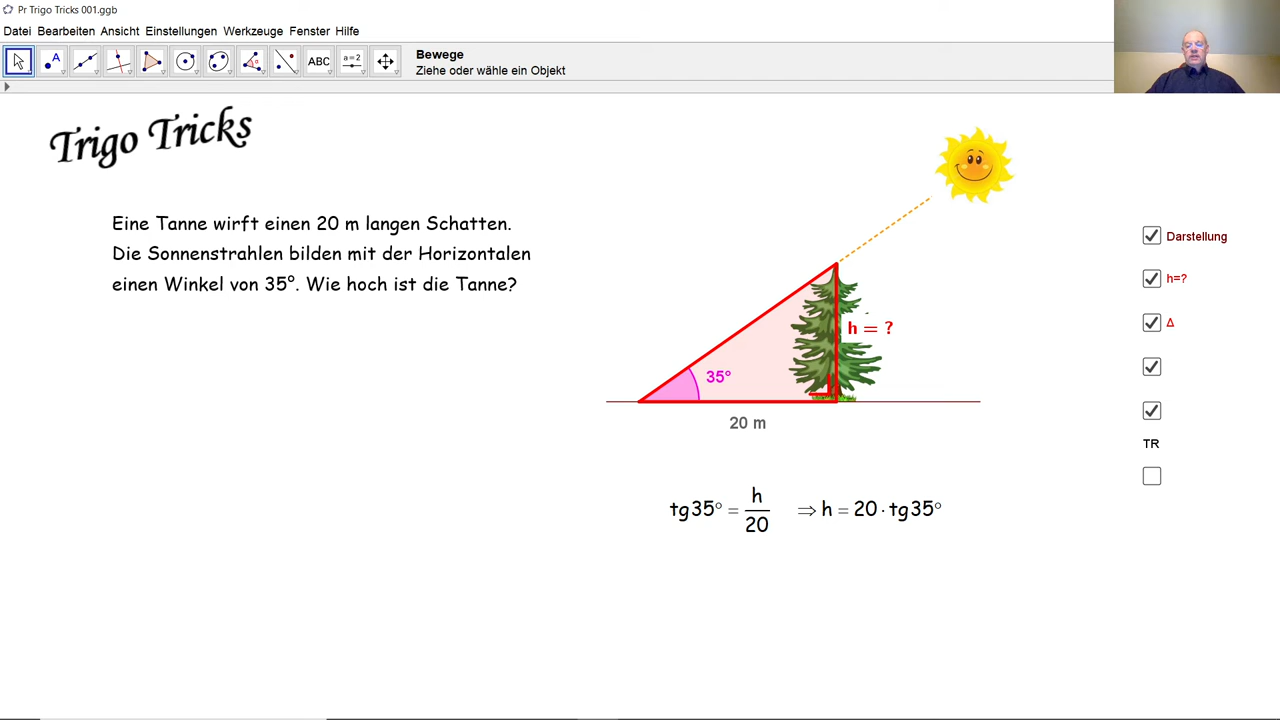 Pr Trigo Tricks 001.ggb
Datei Bearbeiten Ansicht Einstellungen Werkzeuge Fenster Hilfe
A
ABC
a=2
Bewege
Ziehe oder wähle ein Objekt
Trigo Tricks
Eine Tanne wirft einen 20 m langen Schatten.
Die Sonnenstrahlen bilden mit der Horizontalen
einen Winkel von 35°. Wie hoch ist die Tanne?
h = ?
35°
20 m
tg35° = h/20 ⇒ h = 20 · tg35°
Darstellung
h=?
Δ
TR